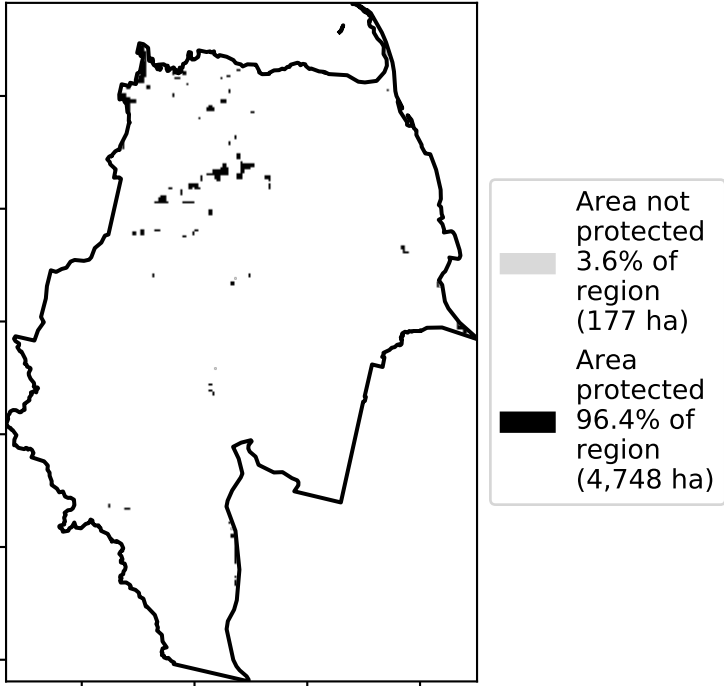 Area not
protected
3.6% of
region
(177 ha)
Area
protected
96.4% of
region
(4,748 ha)